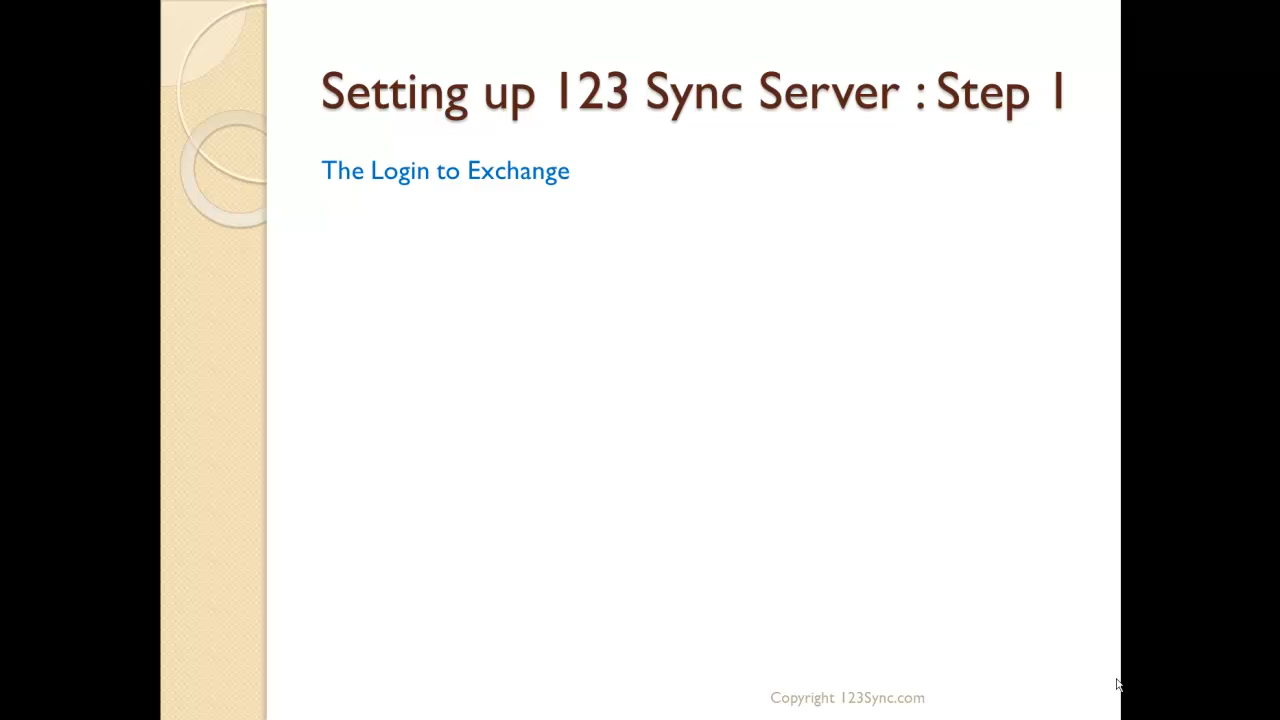 Setting up 123 Sync Server : Step 1
The Login to Exchange
Copyright 123Sync.com